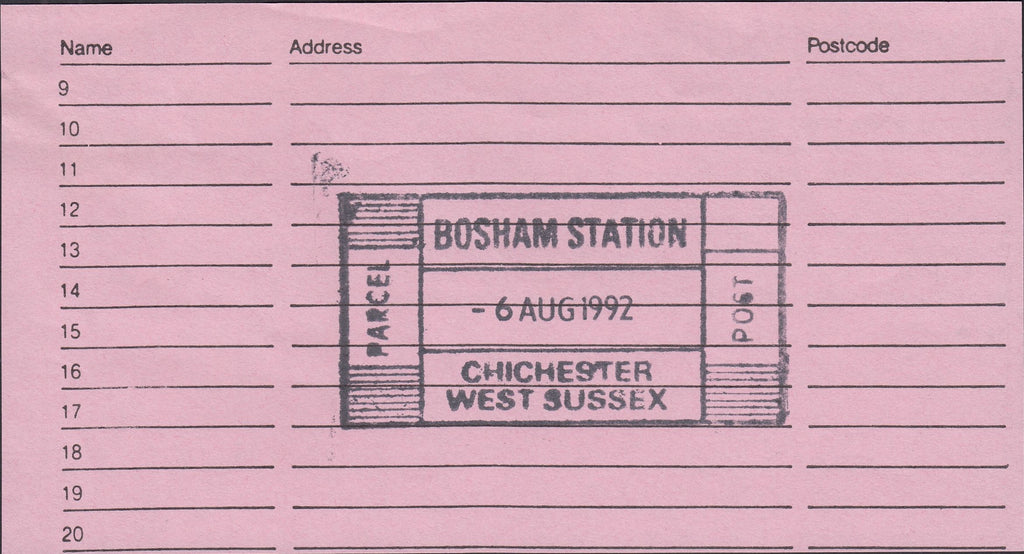 Name Address Postcode
9
10
11
12
13
14
15
16
17
18
19
20
BOSHAM STATION
PARCEL
- 6 AUG 1992
POST
CHICHESTER
WEST SUSSEX